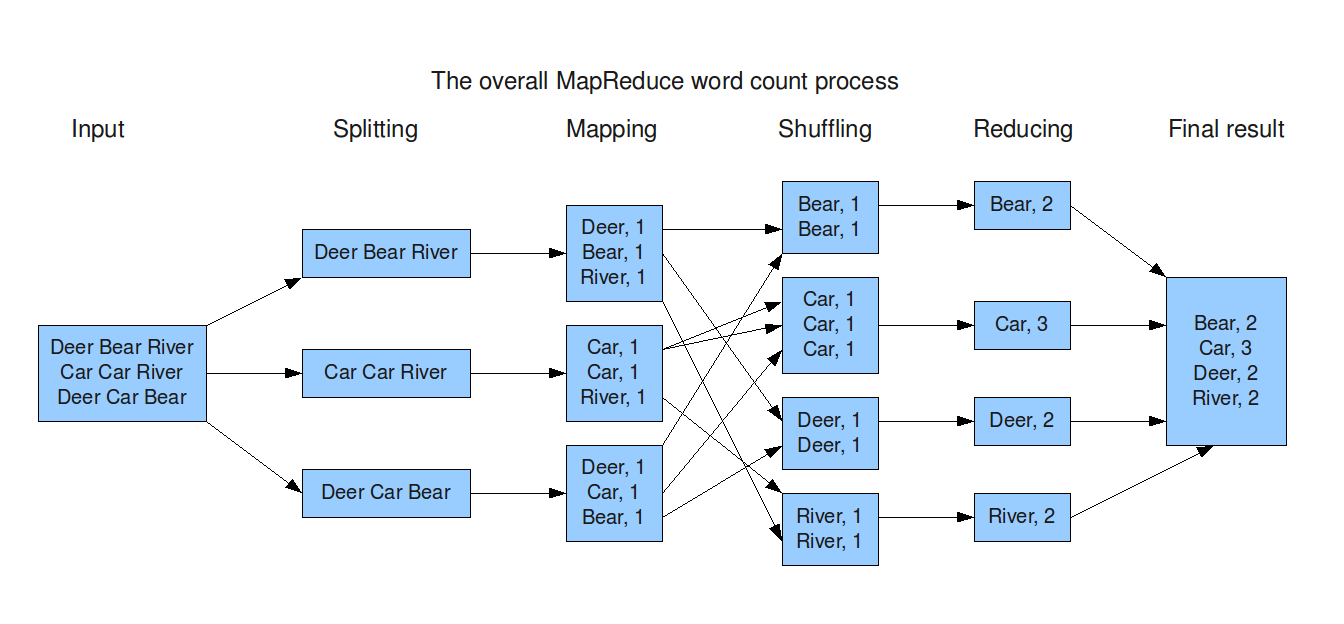 The overall MapReduce word count process
Input
Splitting
Mapping
Shuffling
Reducing
Final result
Deer Bear River
Car Car River
Deer Car Bear
Deer Bear River
Car Car River
Deer Car Bear
Deer, 1
Bear, 1
River, 1
Car, 1
Car, 1
River, 1
Deer, 1
Car, 1
Bear, 1
Bear, 1
Bear, 1
Car, 1
Car, 1
Car, 1
Deer, 1
Deer, 1
River, 1
River, 1
Bear, 2
Car, 3
Deer, 2
River, 2
Bear, 2
Car, 3
Deer, 2
River, 2